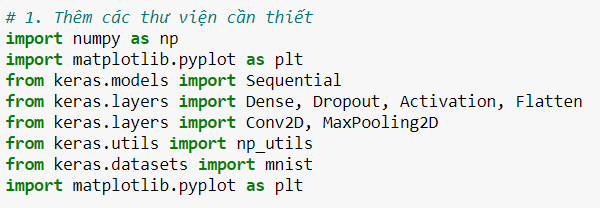 # 1. Thêm các thư viện cần thiết
import numpy as np
import matplotlib.pyplot as plt
from keras.models import Sequential
from keras.layers import Dense, Dropout, Activation, Flatten
from keras.layers import Conv2D, MaxPooling2D
from keras.utils import np_utils
from keras.datasets import mnist
import matplotlib.pyplot as plt